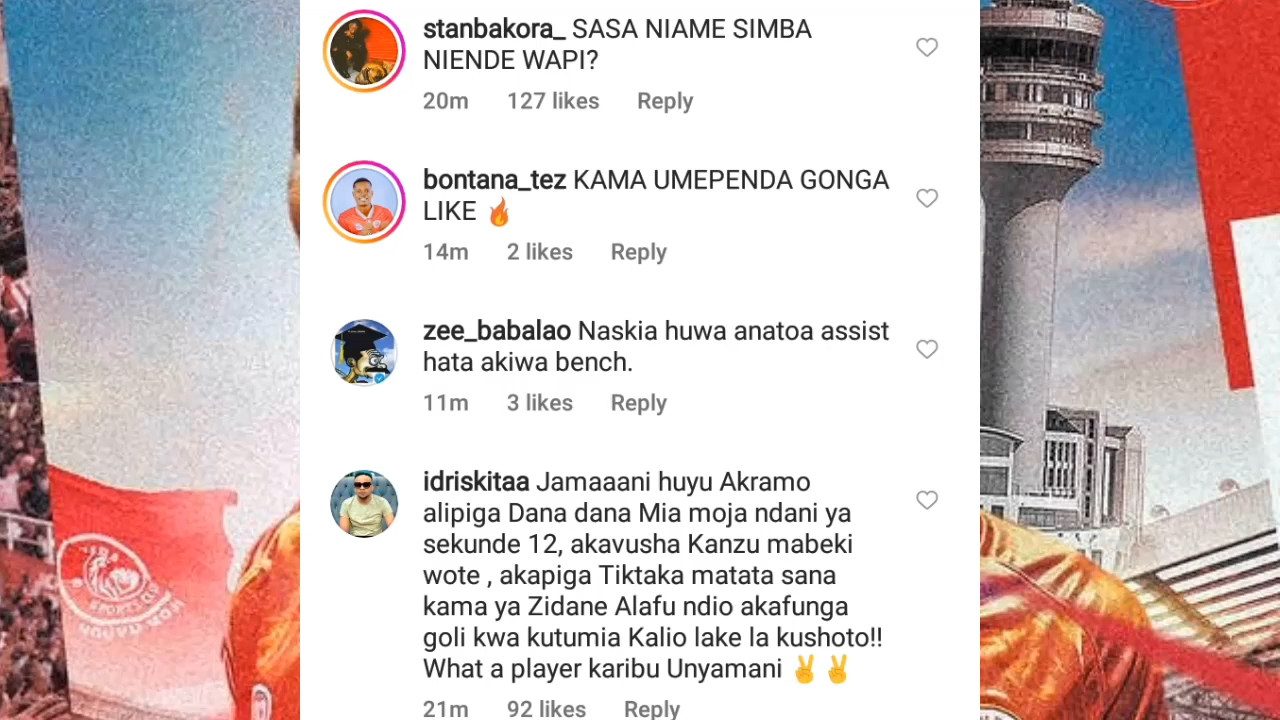 stanbakora_ SASA NIAME SIMBA
NIENDE WAPI?
20m 127 likes Reply
bontana_tez KAMA UMEPENDA GONGA
LIKE 🔥
14m 2 likes Reply
zee_babalao Naskia huwa anatoa assist
hata akiwa bench.
11m 3 likes Reply
idriskitaa Jamaaani huyu Akramo
alipiga Dana dana Mia moja ndani ya
sekunde 12, akavusha Kanzu mabeki
wote , akapiga Tiktaka matata sana
kama ya Zidane Alafu ndio akafunga
goli kwa kutumia Kalio lake la kushoto!!
What a player karibu Unyamani ✌️ ✌️
21m 92 likes Reply
SPORTS CLUB